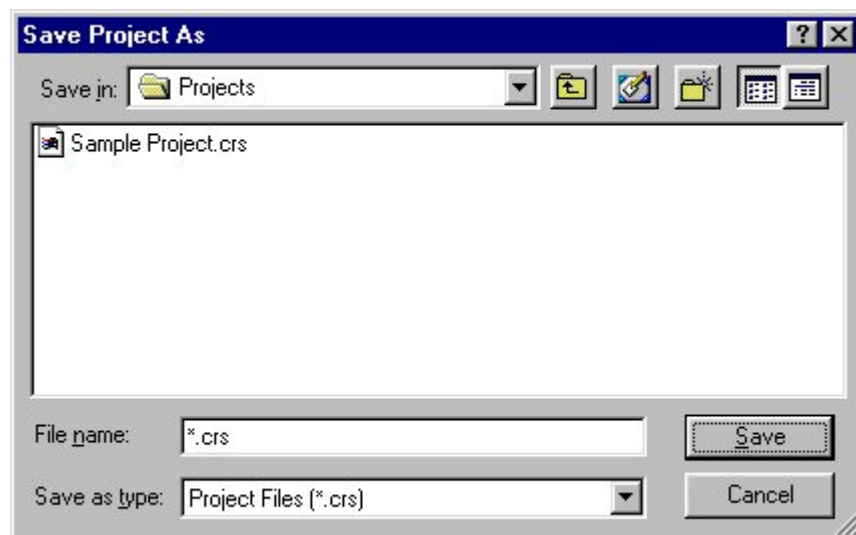 Save Project As
Save in: Projects
Sample Project.crs
File name: *.crs Save
Save as type: Project Files (*.crs) Cancel